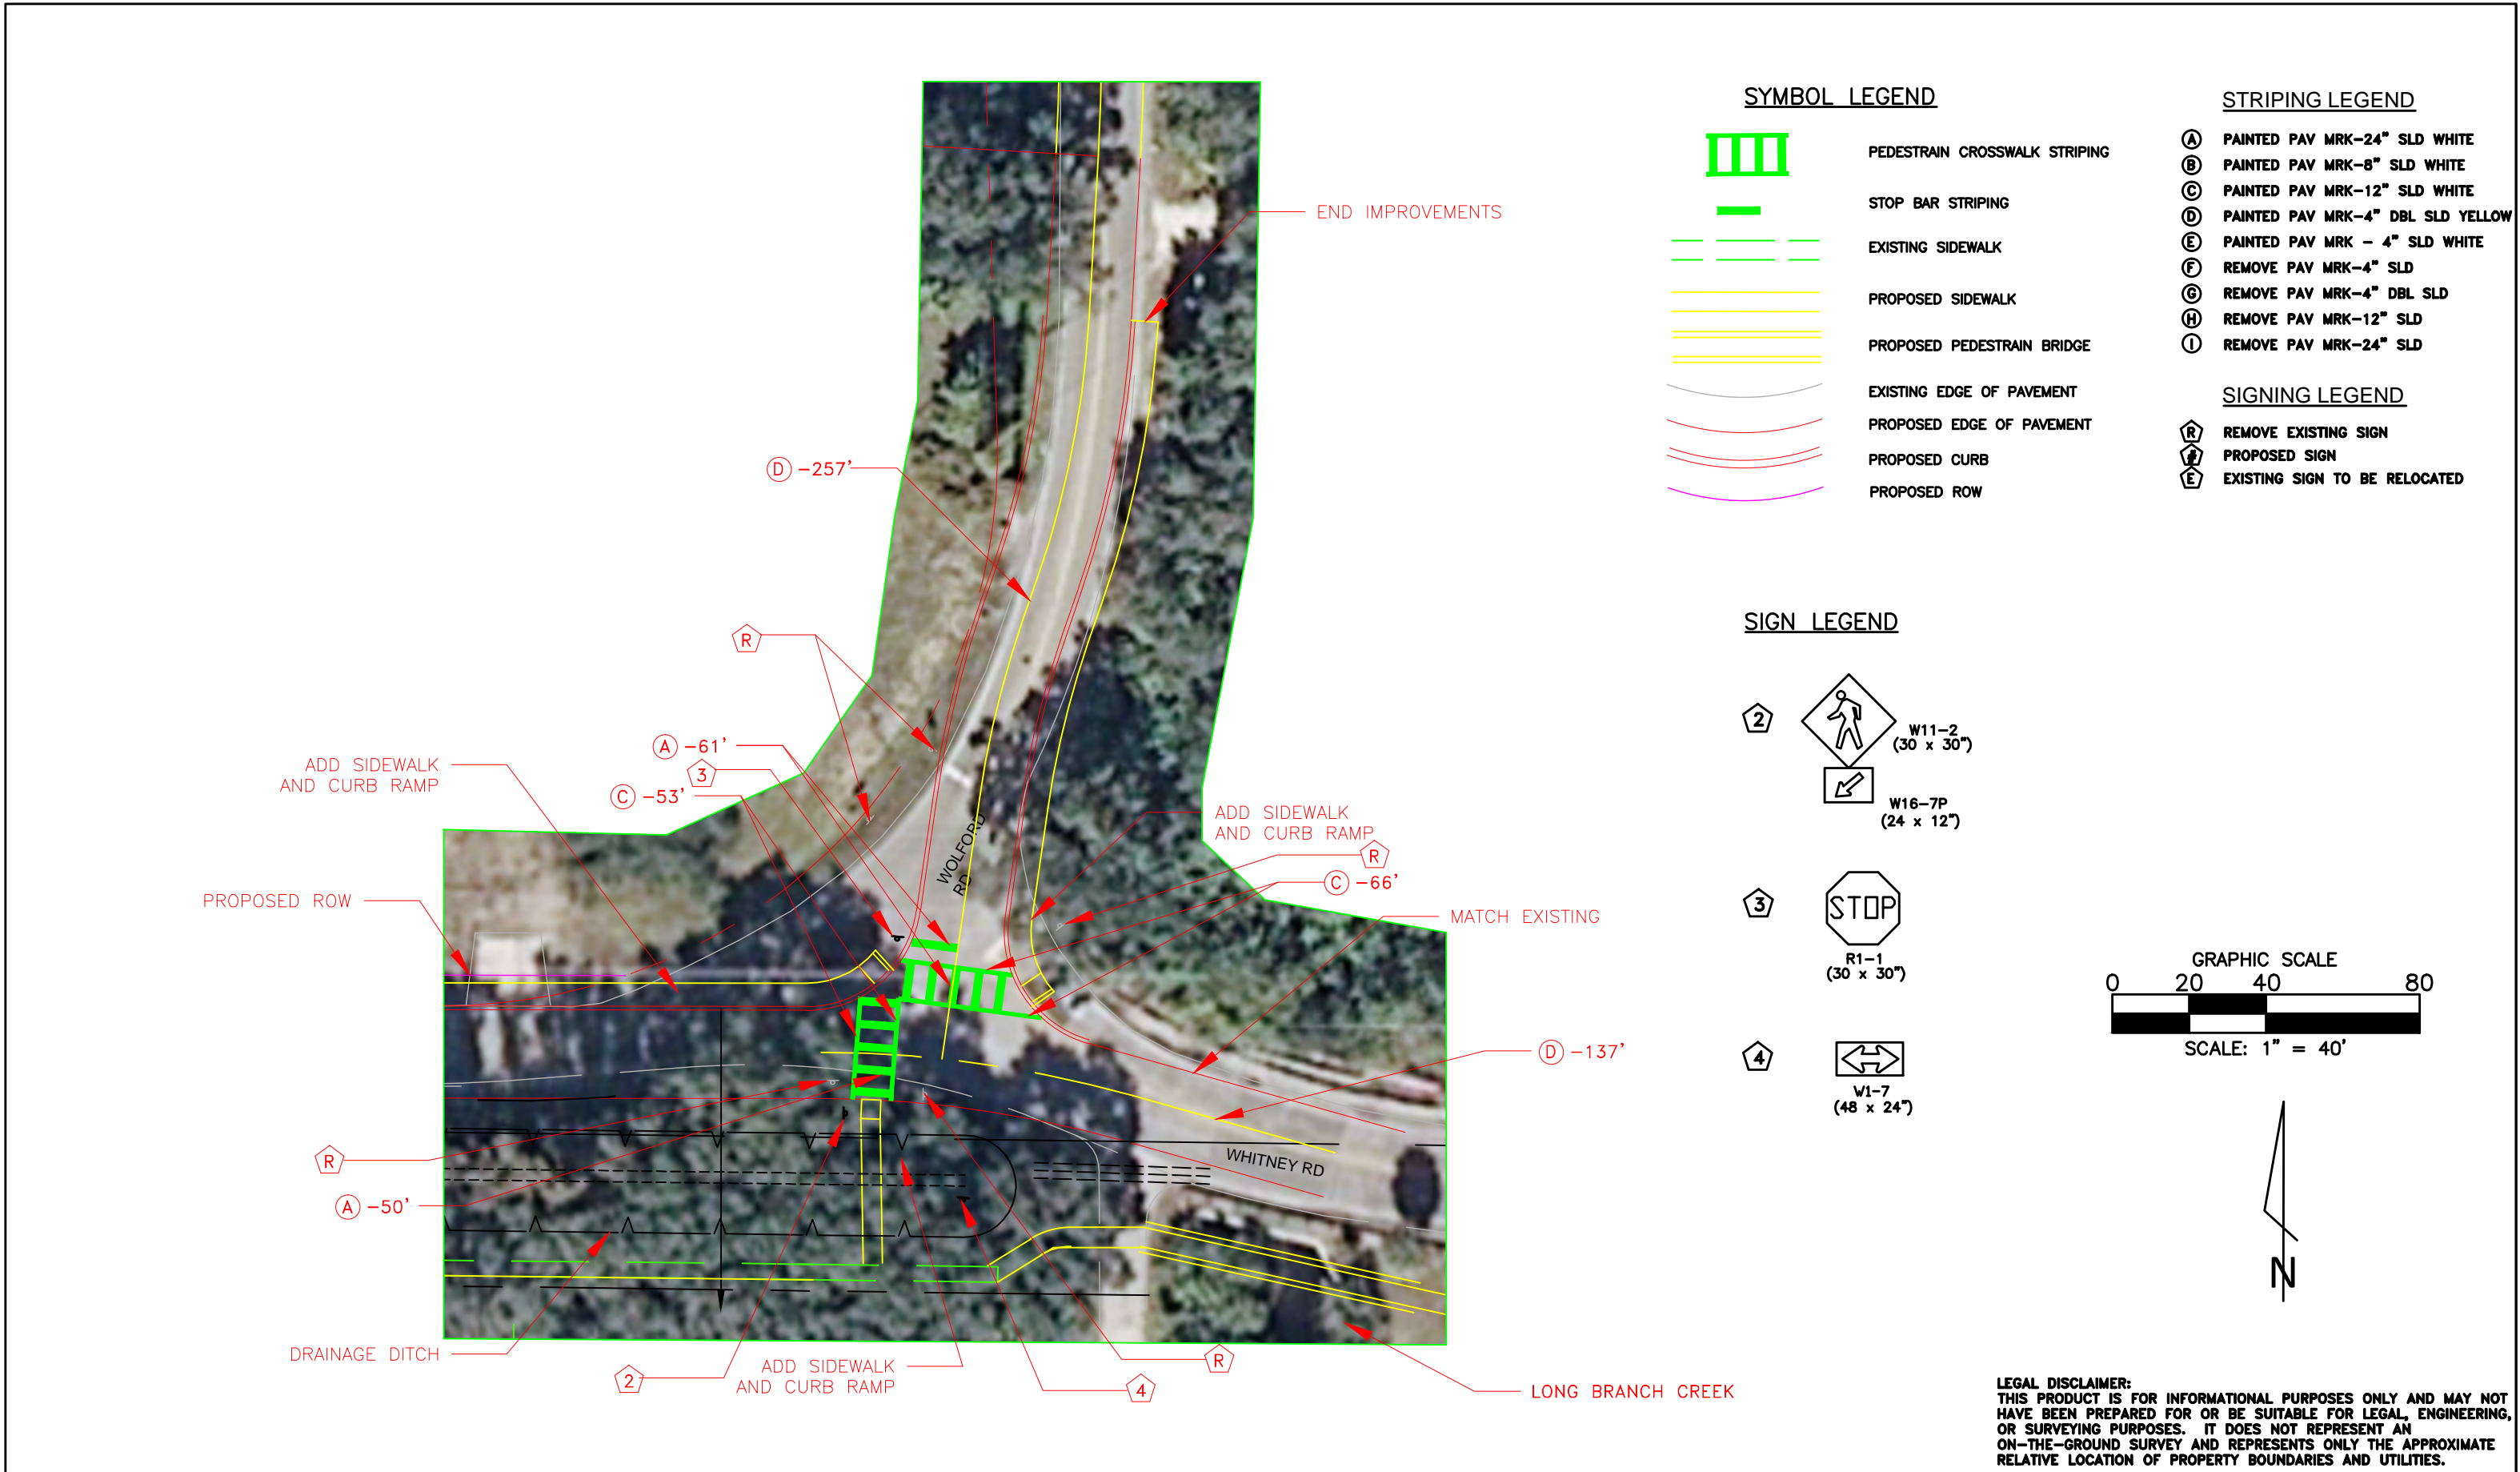 SYMBOL LEGEND
PEDESTRAIN CROSSWALK STRIPING
STOP BAR STRIPING
EXISTING SIDEWALK
PROPOSED SIDEWALK
PROPOSED PEDESTRAIN BRIDGE
EXISTING EDGE OF PAVEMENT
PROPOSED EDGE OF PAVEMENT
PROPOSED CURB
PROPOSED ROW
STRIPING LEGEND
A PAINTED PAV MRK-24" SLD WHITE
B PAINTED PAV MRK-8" SLD WHITE
C PAINTED PAV MRK-12" SLD WHITE
D PAINTED PAV MRK-4" DBL SLD YELLOW
E PAINTED PAV MRK - 4" SLD WHITE
F REMOVE PAV MRK-4" SLD
G REMOVE PAV MRK-4" DBL SLD
H REMOVE PAV MRK-12" SLD
I REMOVE PAV MRK-24" SLD
SIGNING LEGEND
R REMOVE EXISTING SIGN
# PROPOSED SIGN
E EXISTING SIGN TO BE RELOCATED
SIGN LEGEND
2
W11-2
(30 x 30")
W16-7P
(24 x 12")
3
STOP
R1-1
(30 x 30")
4
W1-7
(48 x 24")
GRAPHIC SCALE
0 20 40 80
SCALE: 1" = 40'
N
END IMPROVEMENTS
D -257'
R
A -61'
3
C -53'
ADD SIDEWALK
AND CURB RAMP
PROPOSED ROW
WOLFORD
RD
ADD SIDEWALK
AND CURB RAMP
R
C -66'
MATCH EXISTING
D -137'
WHITNEY RD
R
A -50'
DRAINAGE DITCH
2
ADD SIDEWALK
AND CURB RAMP
4
R
LONG BRANCH CREEK
LEGAL DISCLAIMER:
THIS PRODUCT IS FOR INFORMATIONAL PURPOSES ONLY AND MAY NOT
HAVE BEEN PREPARED FOR OR BE SUITABLE FOR LEGAL, ENGINEERING,
OR SURVEYING PURPOSES. IT DOES NOT REPRESENT AN
ON-THE-GROUND SURVEY AND REPRESENTS ONLY THE APPROXIMATE
RELATIVE LOCATION OF PROPERTY BOUNDARIES AND UTILITIES.